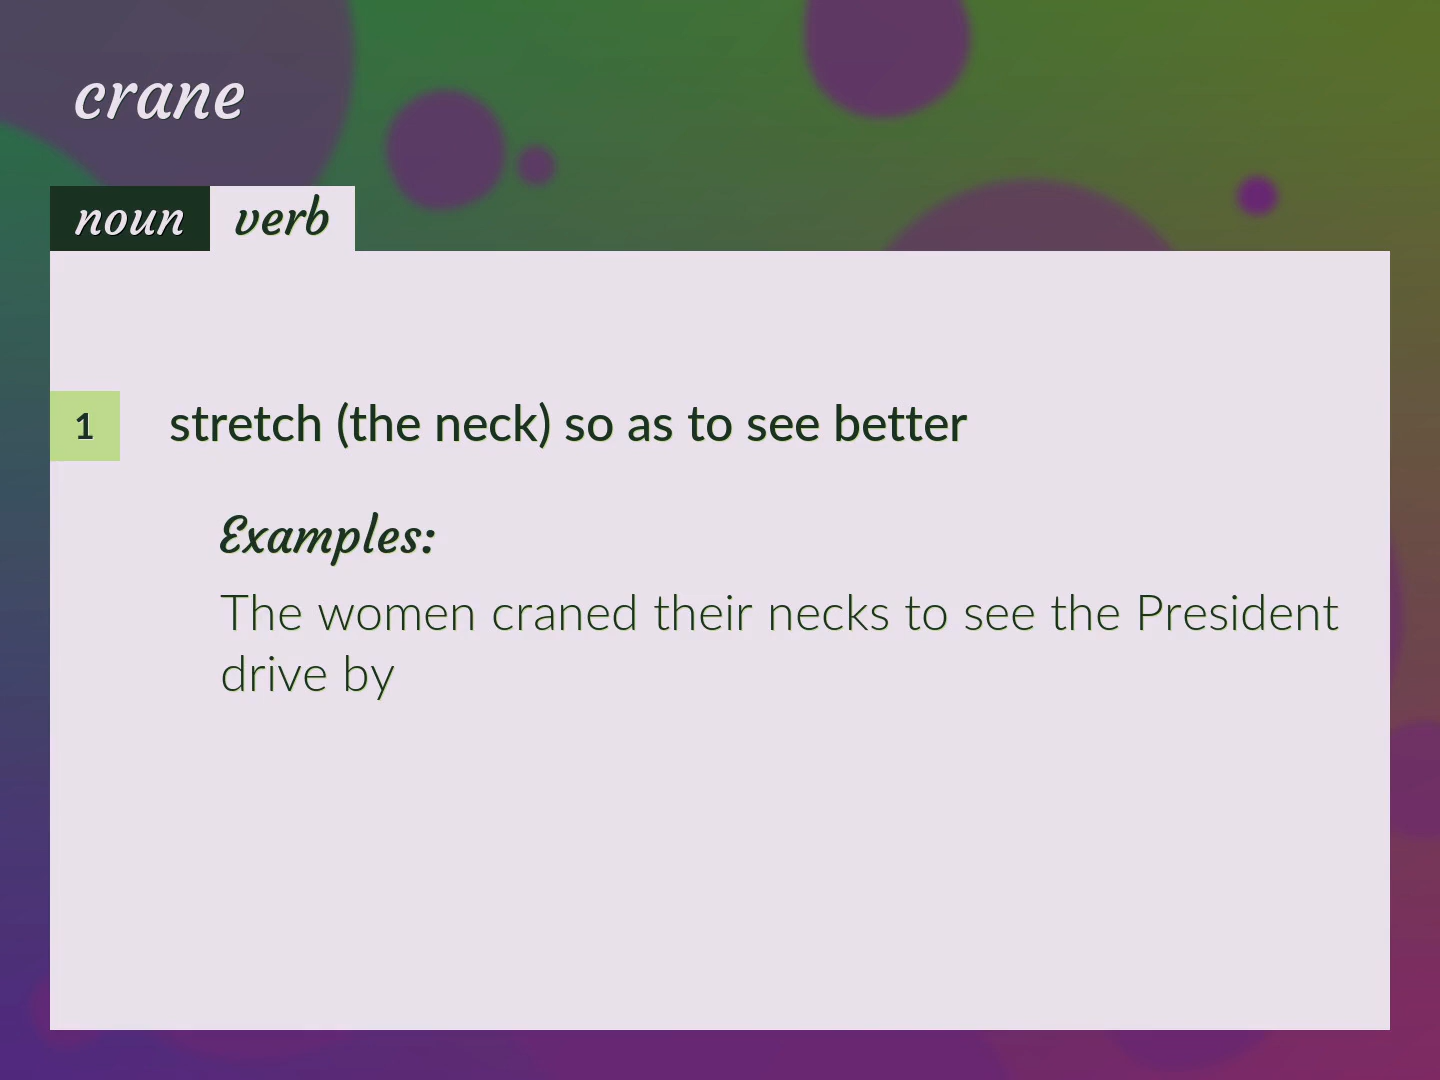 crane
noun verb
1 stretch (the neck) so as to see better
Examples:
The women craned their necks to see the President
drive by